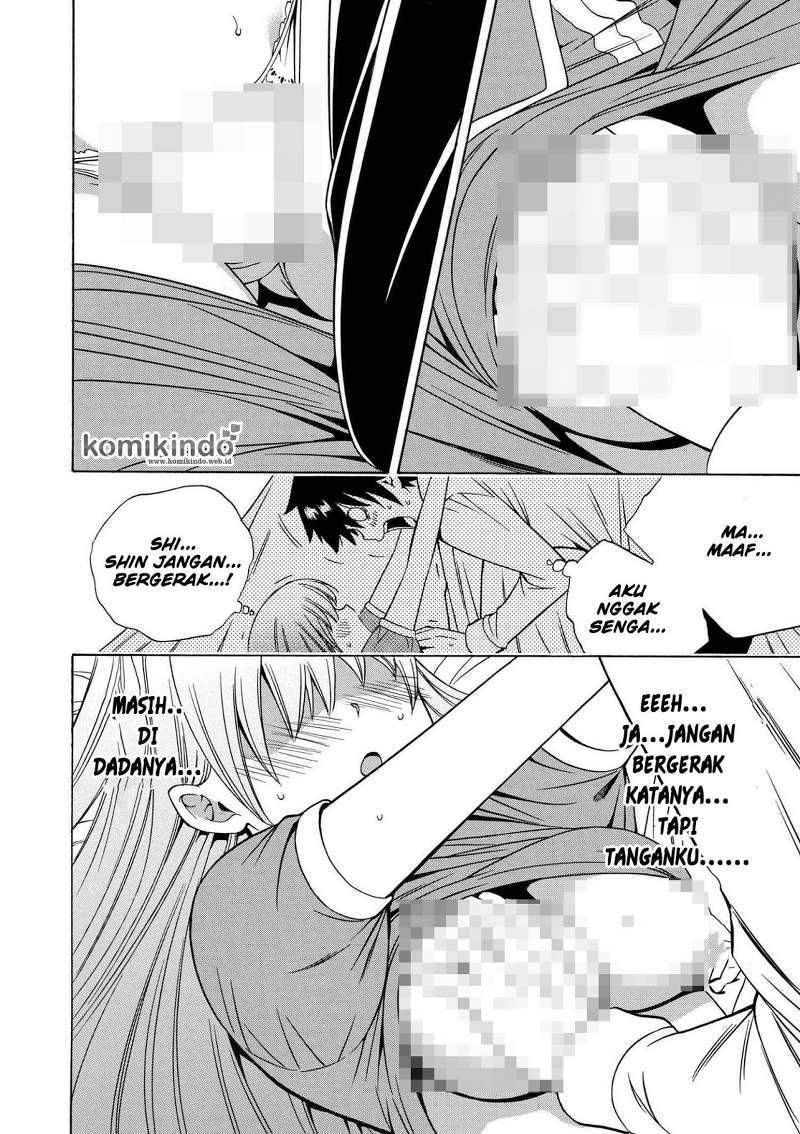 komikindo
www.komikindo.web.id
MA...
MAAF...
AKU
NGGAK
SENGA...
SHI...
SHIN JANGAN...
BERGERAK...!
EEEH...
JA...JANGAN
BERGERAK
KATANYA...
TAPI
TANGANKU......
MASIH..
DI
DADANYA...